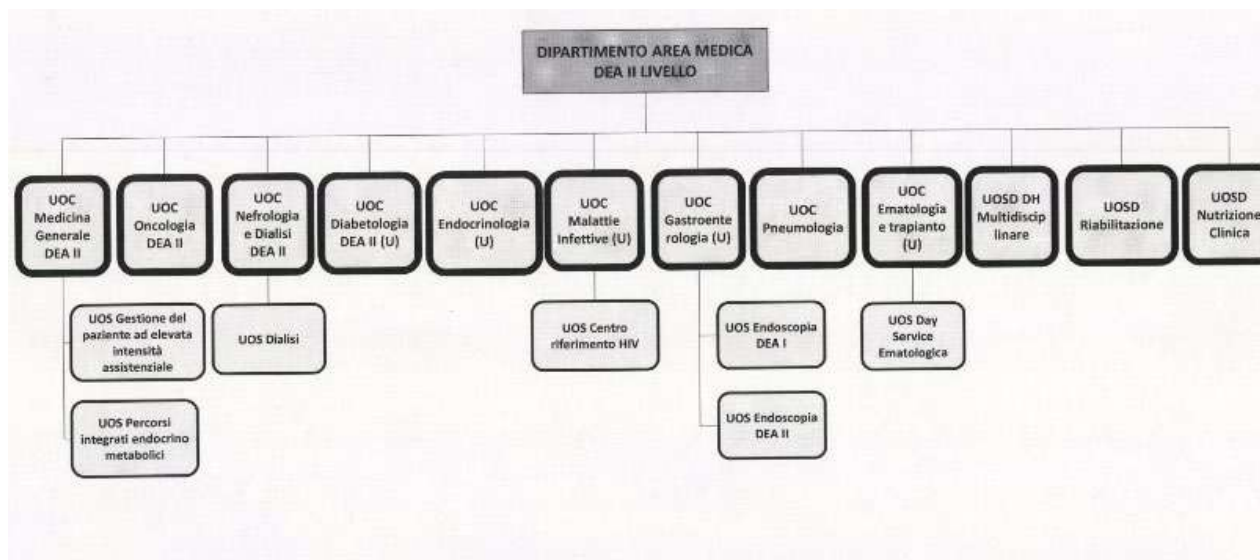 DIPARTIMENTO AREA MEDICA
DEA II LIVELLO
UOC
Medicina
Generale
DEA II
UOC
Oncologia
DEA II
UOC
Nefrologia
e Dialisi
DEA II
UOC
Diabetologia
DEA II (U)
UOC
Endocrinologia
(U)
UOC
Malattie
Infettive (U)
UOC
Gastroente
rologia (U)
UOC
Pneumologia
UOC
Ematologia
e trapianto
(U)
UOSD DH
Multidiscip
linare
UOSD
Riabilitazione
UOSD
Nutrizione
Clinica
UOS Gestione del
paziente ad elevata
intensità
assistenziale
UOS Percorsi
integrati endocrino
metabolici
UOS Dialisi
UOS Centro
riferimento HIV
UOS Endoscopia
DEA I
UOS Endoscopia
DEA II
UOS Day
Service
Ematologica